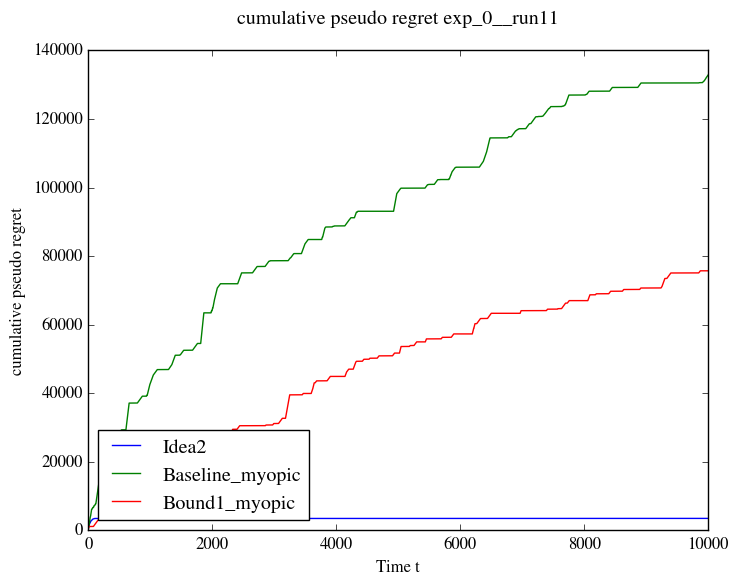 cumulative pseudo regret exp_0__run11
140000
120000
100000
80000
60000
40000
20000
0
cumulative pseudo regret
Idea2
Baseline_myopic
Bound1_myopic
0 2000 4000 6000 8000 10000
Time t